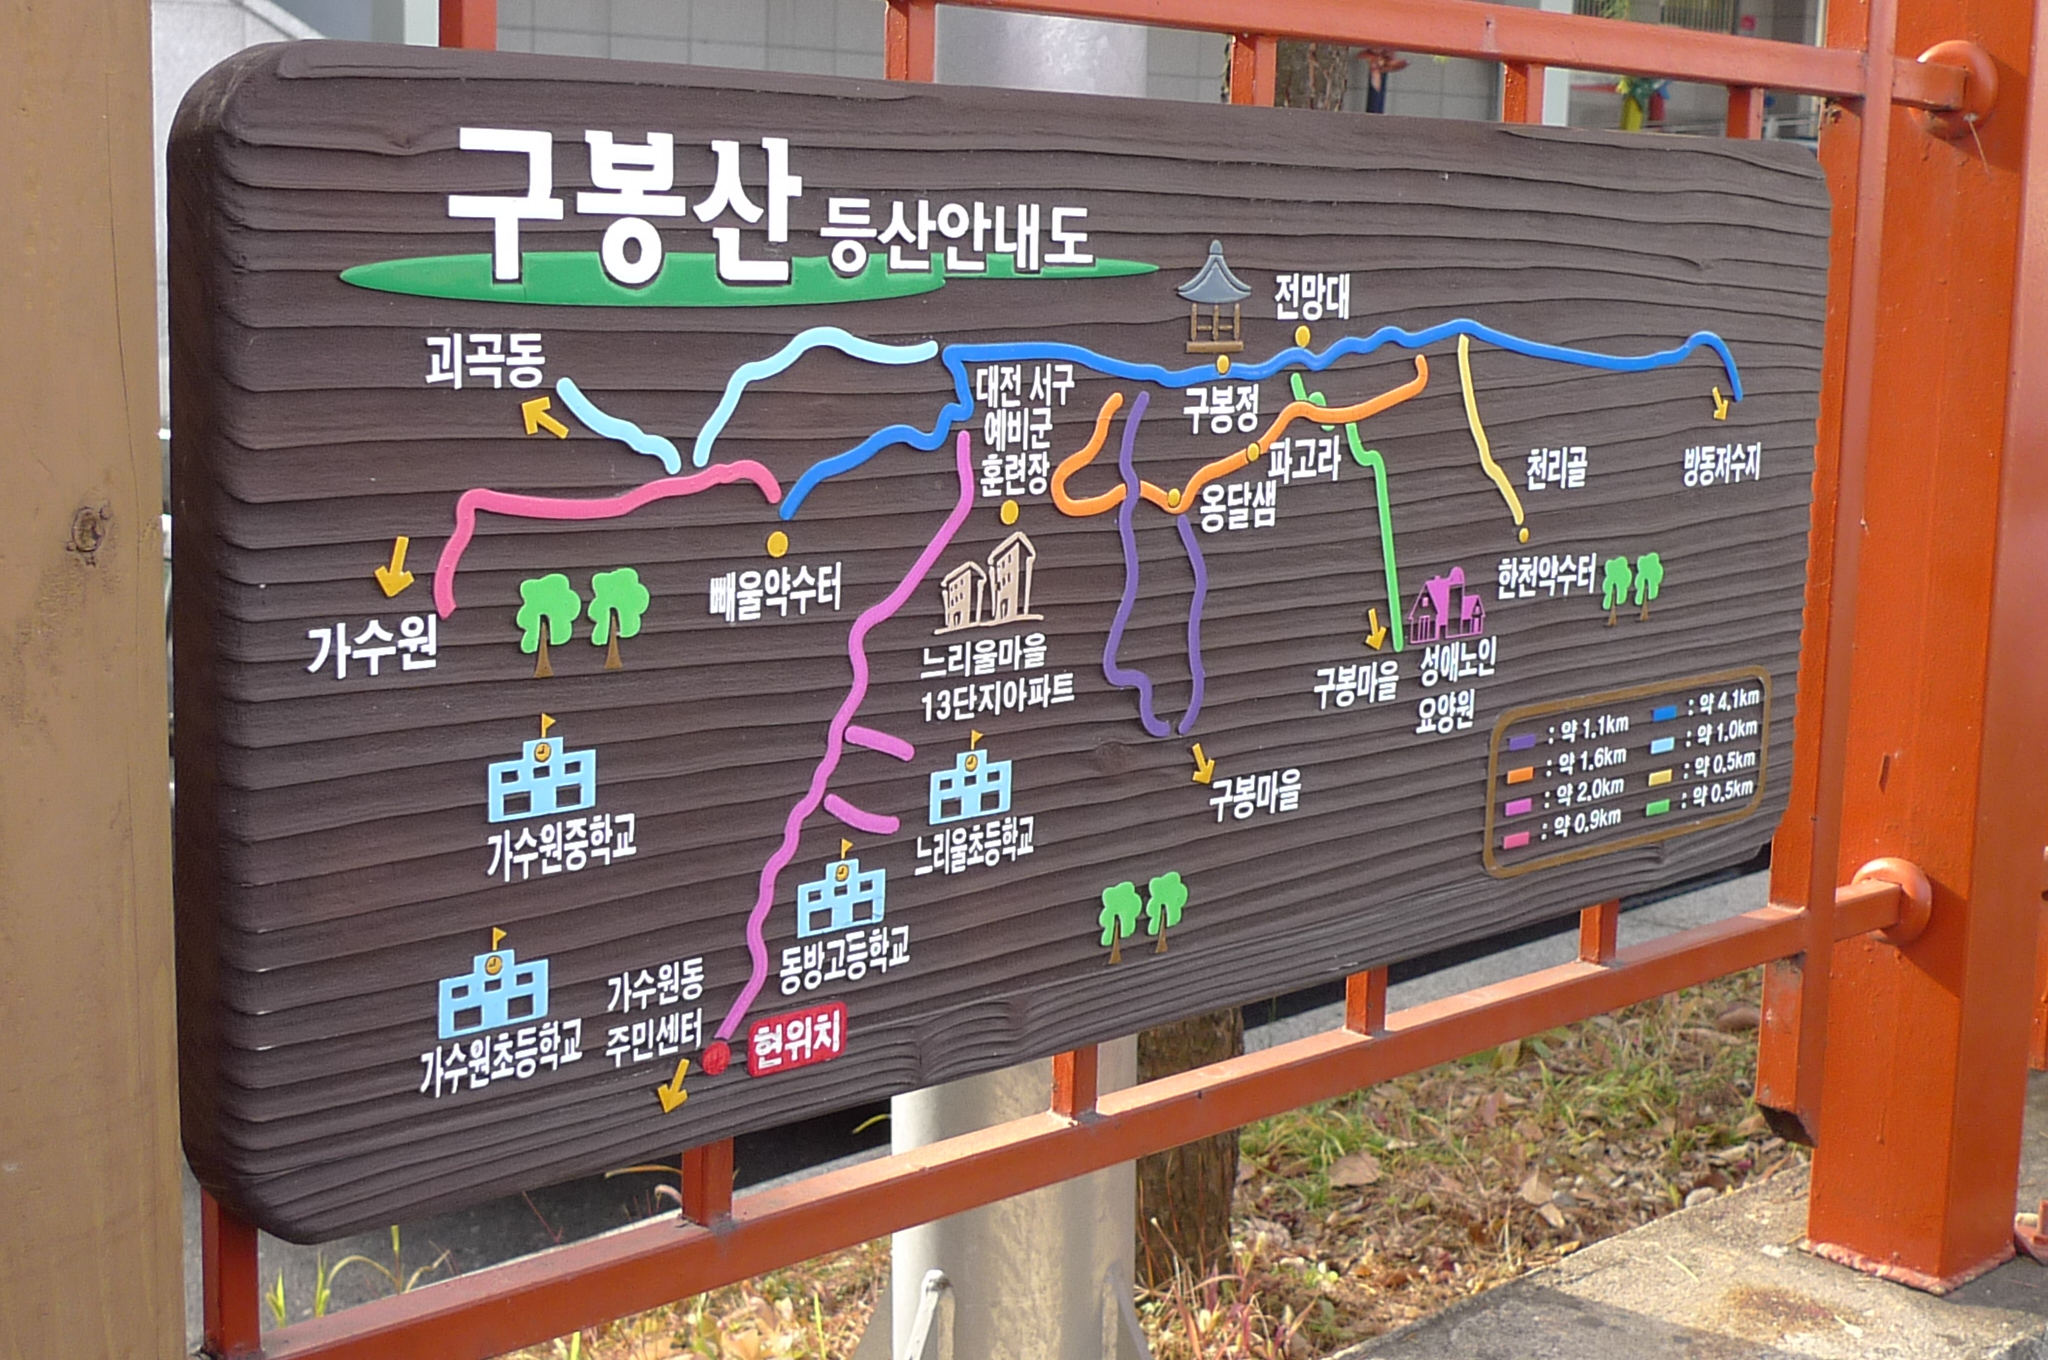 구봉산 등산안내도
괴곡동
전망대
대전 서구
예비군
훈련장
구봉정
파고라
옹달샘
천리골
방동저수지
가수원
빼울약수터
한천약수터
느리울마을
13단지아파트
구봉마을
성애노인
요양원
구봉마을
가수원중학교
느리울초등학교
동방고등학교
가수원초등학교
가수원동
주민센터
현위치
: 약 1.1km
: 약 1.6km
: 약 2.0km
: 약 0.9km
: 약 4.1km
: 약 1.0km
: 약 0.5km
: 약 0.5km